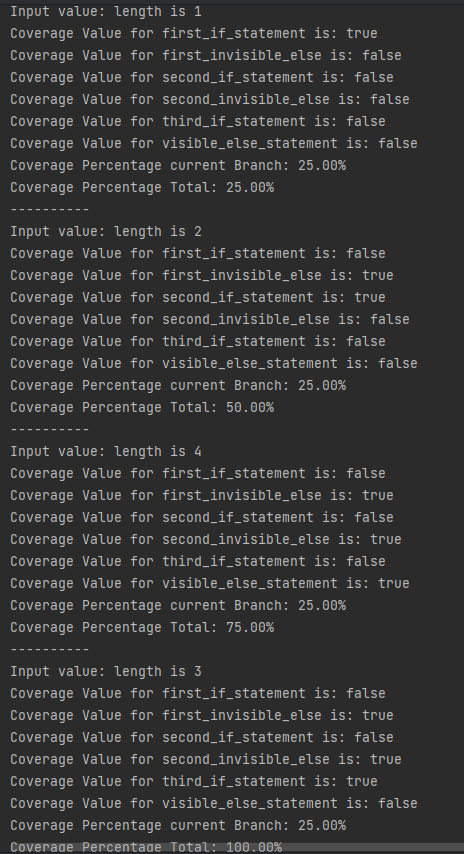 Input value: length is 1
Coverage Value for first_if_statement is: true
Coverage Value for first_invisible_else is: false
Coverage Value for second_if_statement is: false
Coverage Value for second_invisible_else is: false
Coverage Value for third_if_statement is: false
Coverage Value for visible_else_statement is: false
Coverage Percentage current Branch: 25.00%
Coverage Percentage Total: 25.00%
----------
Input value: length is 2
Coverage Value for first_if_statement is: false
Coverage Value for first_invisible_else is: true
Coverage Value for second_if_statement is: true
Coverage Value for second_invisible_else is: false
Coverage Value for third_if_statement is: false
Coverage Value for visible_else_statement is: false
Coverage Percentage current Branch: 25.00%
Coverage Percentage Total: 50.00%
----------
Input value: length is 4
Coverage Value for first_if_statement is: false
Coverage Value for first_invisible_else is: true
Coverage Value for second_if_statement is: false
Coverage Value for second_invisible_else is: true
Coverage Value for third_if_statement is: false
Coverage Value for visible_else_statement is: true
Coverage Percentage current Branch: 25.00%
Coverage Percentage Total: 75.00%
----------
Input value: length is 3
Coverage Value for first_if_statement is: false
Coverage Value for first_invisible_else is: true
Coverage Value for second_if_statement is: false
Coverage Value for second_invisible_else is: true
Coverage Value for third_if_statement is: true
Coverage Value for visible_else_statement is: false
Coverage Percentage current Branch: 25.00%
Coverage Percentage Total: 100.00%